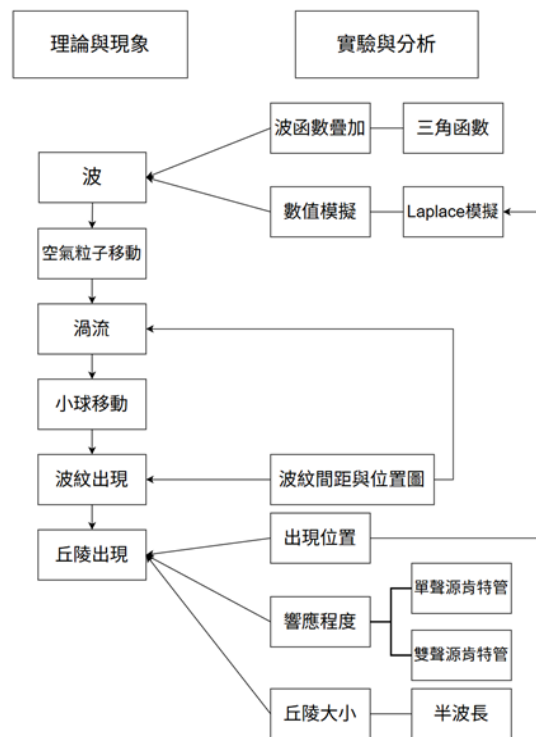 理論與現象
實驗與分析
波函數疊加
三角函數
波
數值模擬
Laplace模擬
空氣粒子移動
渦流
小球移動
波紋出現
波紋間距與位置圖
出現位置
丘陵出現
單聲源肯特管
響應程度
雙聲源肯特管
丘陵大小
半波長